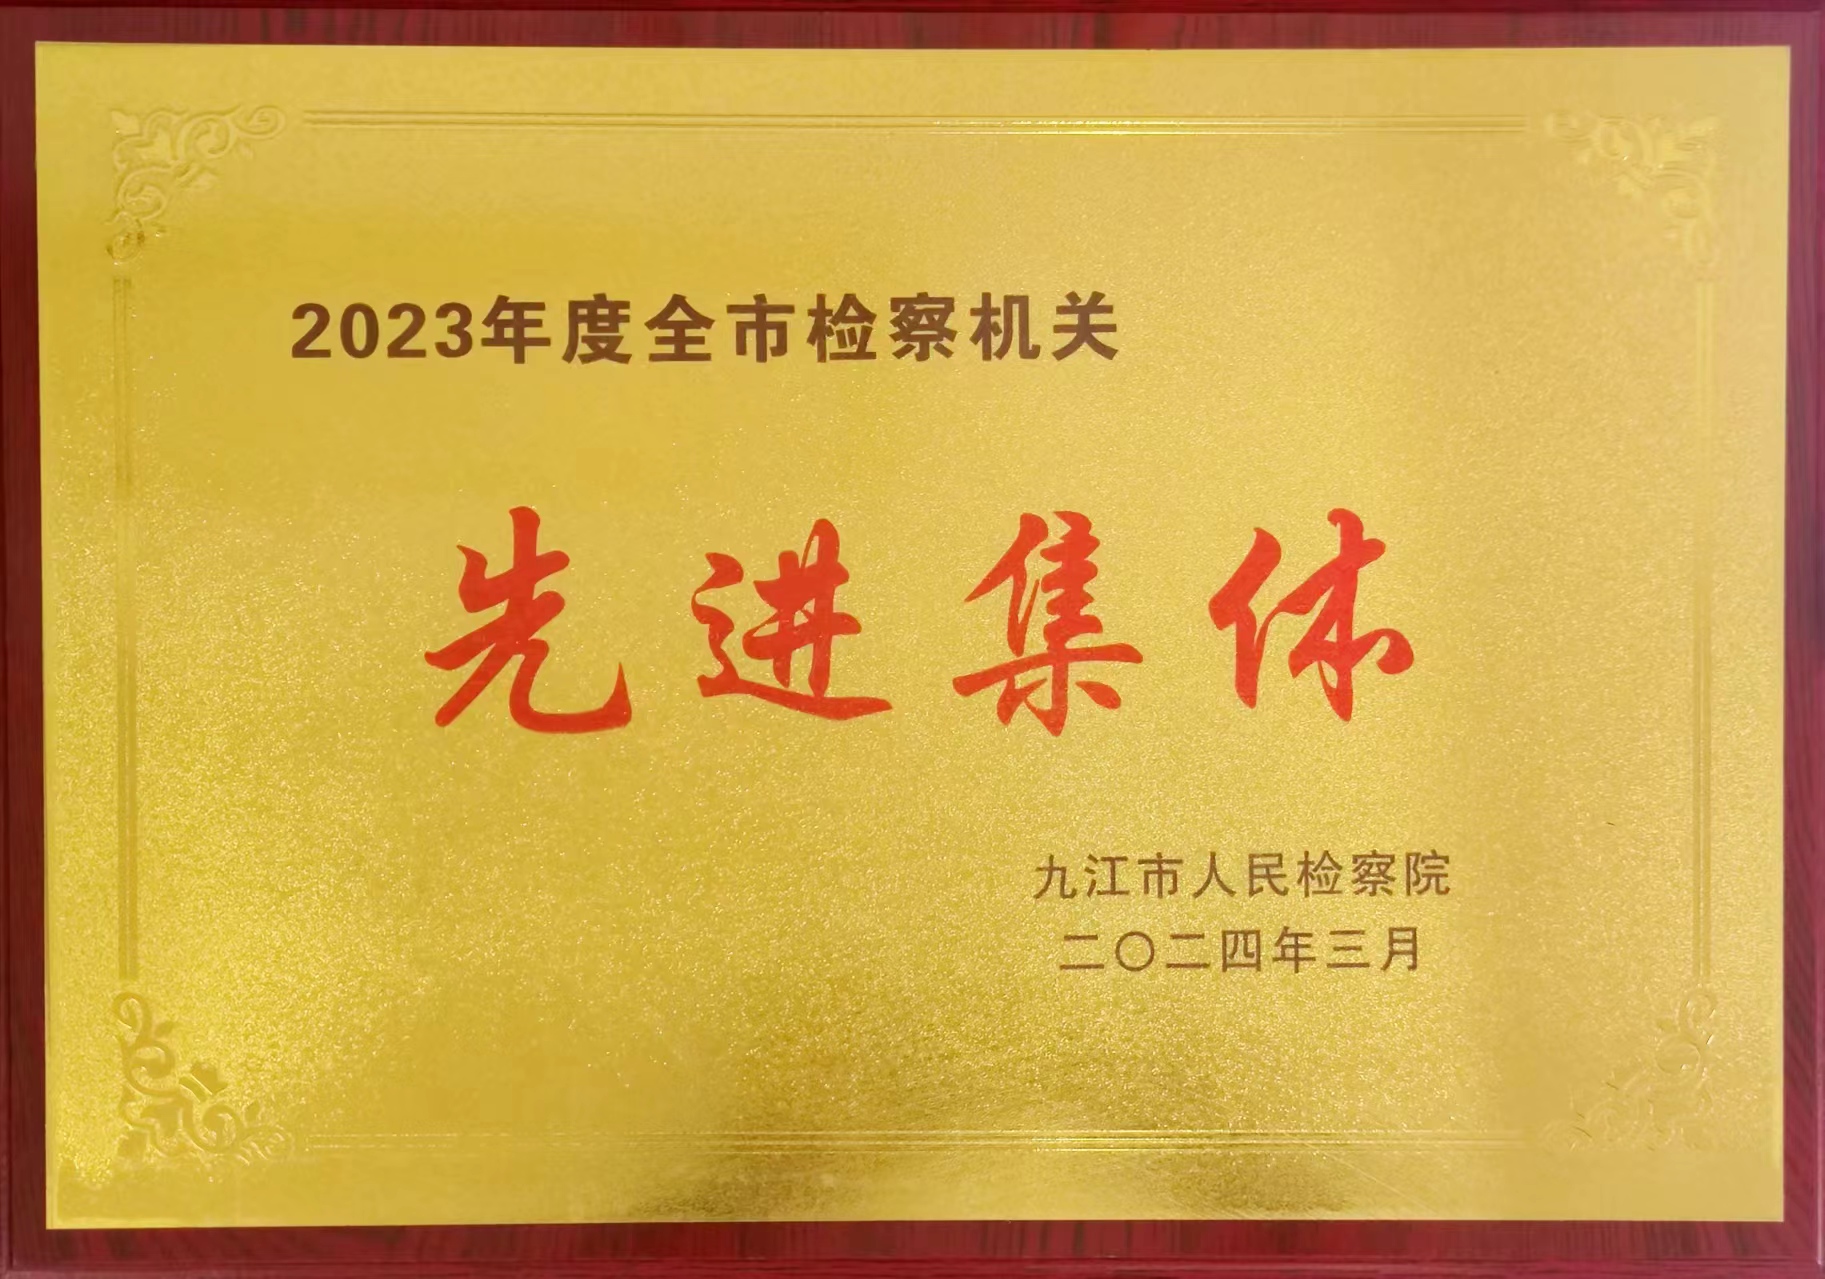 2023年度全市检察机关
先进集体
九江市人民检察院
二〇二四年三月